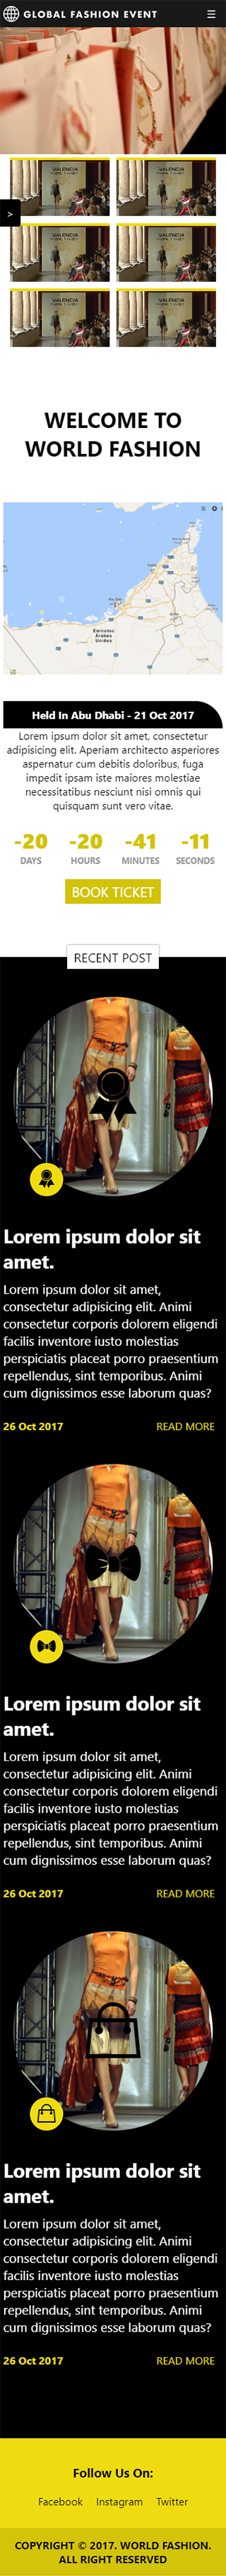 GLOBAL FASHION EVENT
VALENCIA
VALENCIA
>
VALENCIA
VALENCIA
VALENCIA
VALENCIA
WELCOME TO
WORLD FASHION
Held In Abu Dhabi - 21 Oct 2017
Lorem ipsum dolor sit amet, consectetur
adipisicing elit. Aperiam architecto asperiores
aspernatur cum debitis doloribus, fuga
impedit ipsam iste maiores molestiae
necessitatibus nesciunt nisi omnis qui
quisquam sunt vero vitae.
-20 -20 -41 -11
DAYS HOURS MINUTES SECONDS
BOOK TICKET
RECENT POST
Lorem ipsum dolor sit
amet.
Lorem ipsum dolor sit amet,
consectetur adipisicing elit. Animi
consectetur corporis dolorem eligendi
facilis inventore iusto molestias
perspiciatis placeat porro praesentium
repellendus, sint temporibus. Animi
cum dignissimos esse laborum quas?
26 Oct 2017 READ MORE
Lorem ipsum dolor sit
amet.
Lorem ipsum dolor sit amet,
consectetur adipisicing elit. Animi
consectetur corporis dolorem eligendi
facilis inventore iusto molestias
perspiciatis placeat porro praesentium
repellendus, sint temporibus. Animi
cum dignissimos esse laborum quas?
26 Oct 2017 READ MORE
Lorem ipsum dolor sit
amet.
Lorem ipsum dolor sit amet,
consectetur adipisicing elit. Animi
consectetur corporis dolorem eligendi
facilis inventore iusto molestias
perspiciatis placeat porro praesentium
repellendus, sint temporibus. Animi
cum dignissimos esse laborum quas?
26 Oct 2017 READ MORE
Follow Us On:
Facebook Instagram Twitter
COPYRIGHT © 2017. WORLD FASHION.
ALL RIGHT RESERVED